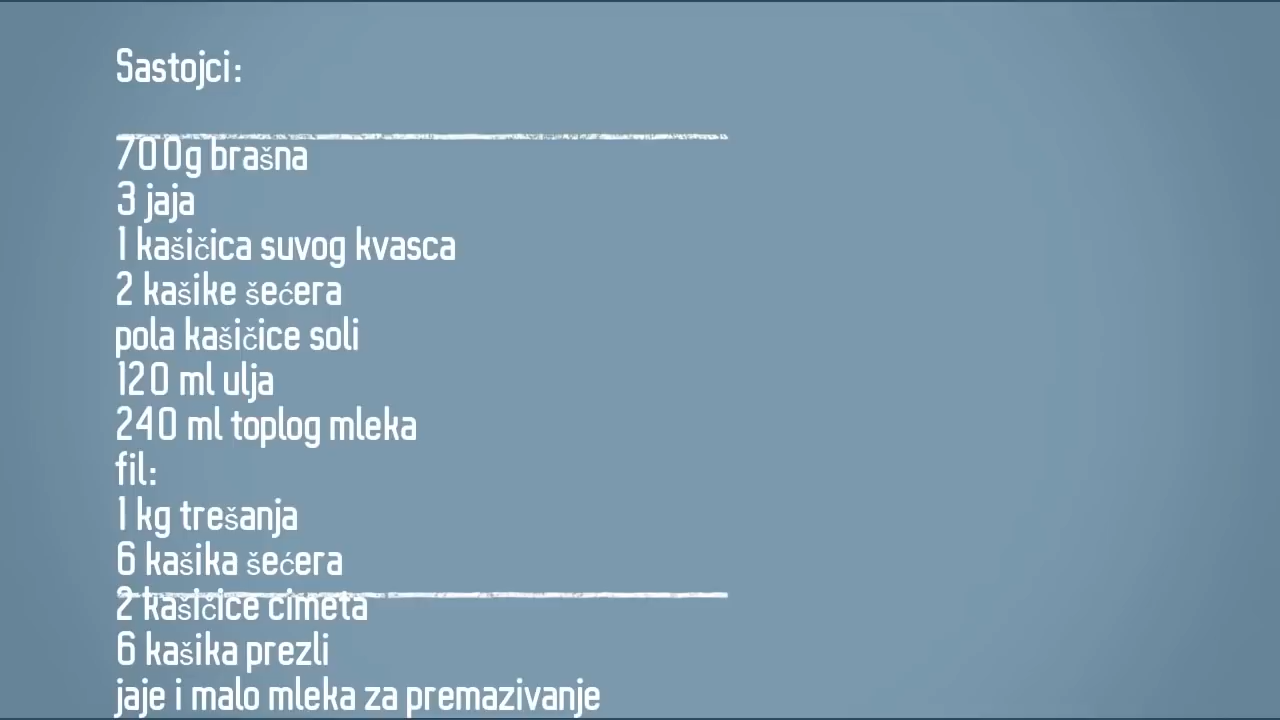 Sastojci:
700g brašna
3 jaja
1 kašičica suvog kvasca
2 kašike šećera
pola kašičice soli
120 ml ulja
240 ml toplog mleka
fil:
1 kg trešanja
6 kašika šećera
2 kašičice cimeta
6 kašika prezli
jaje i malo mleka za premazivanje